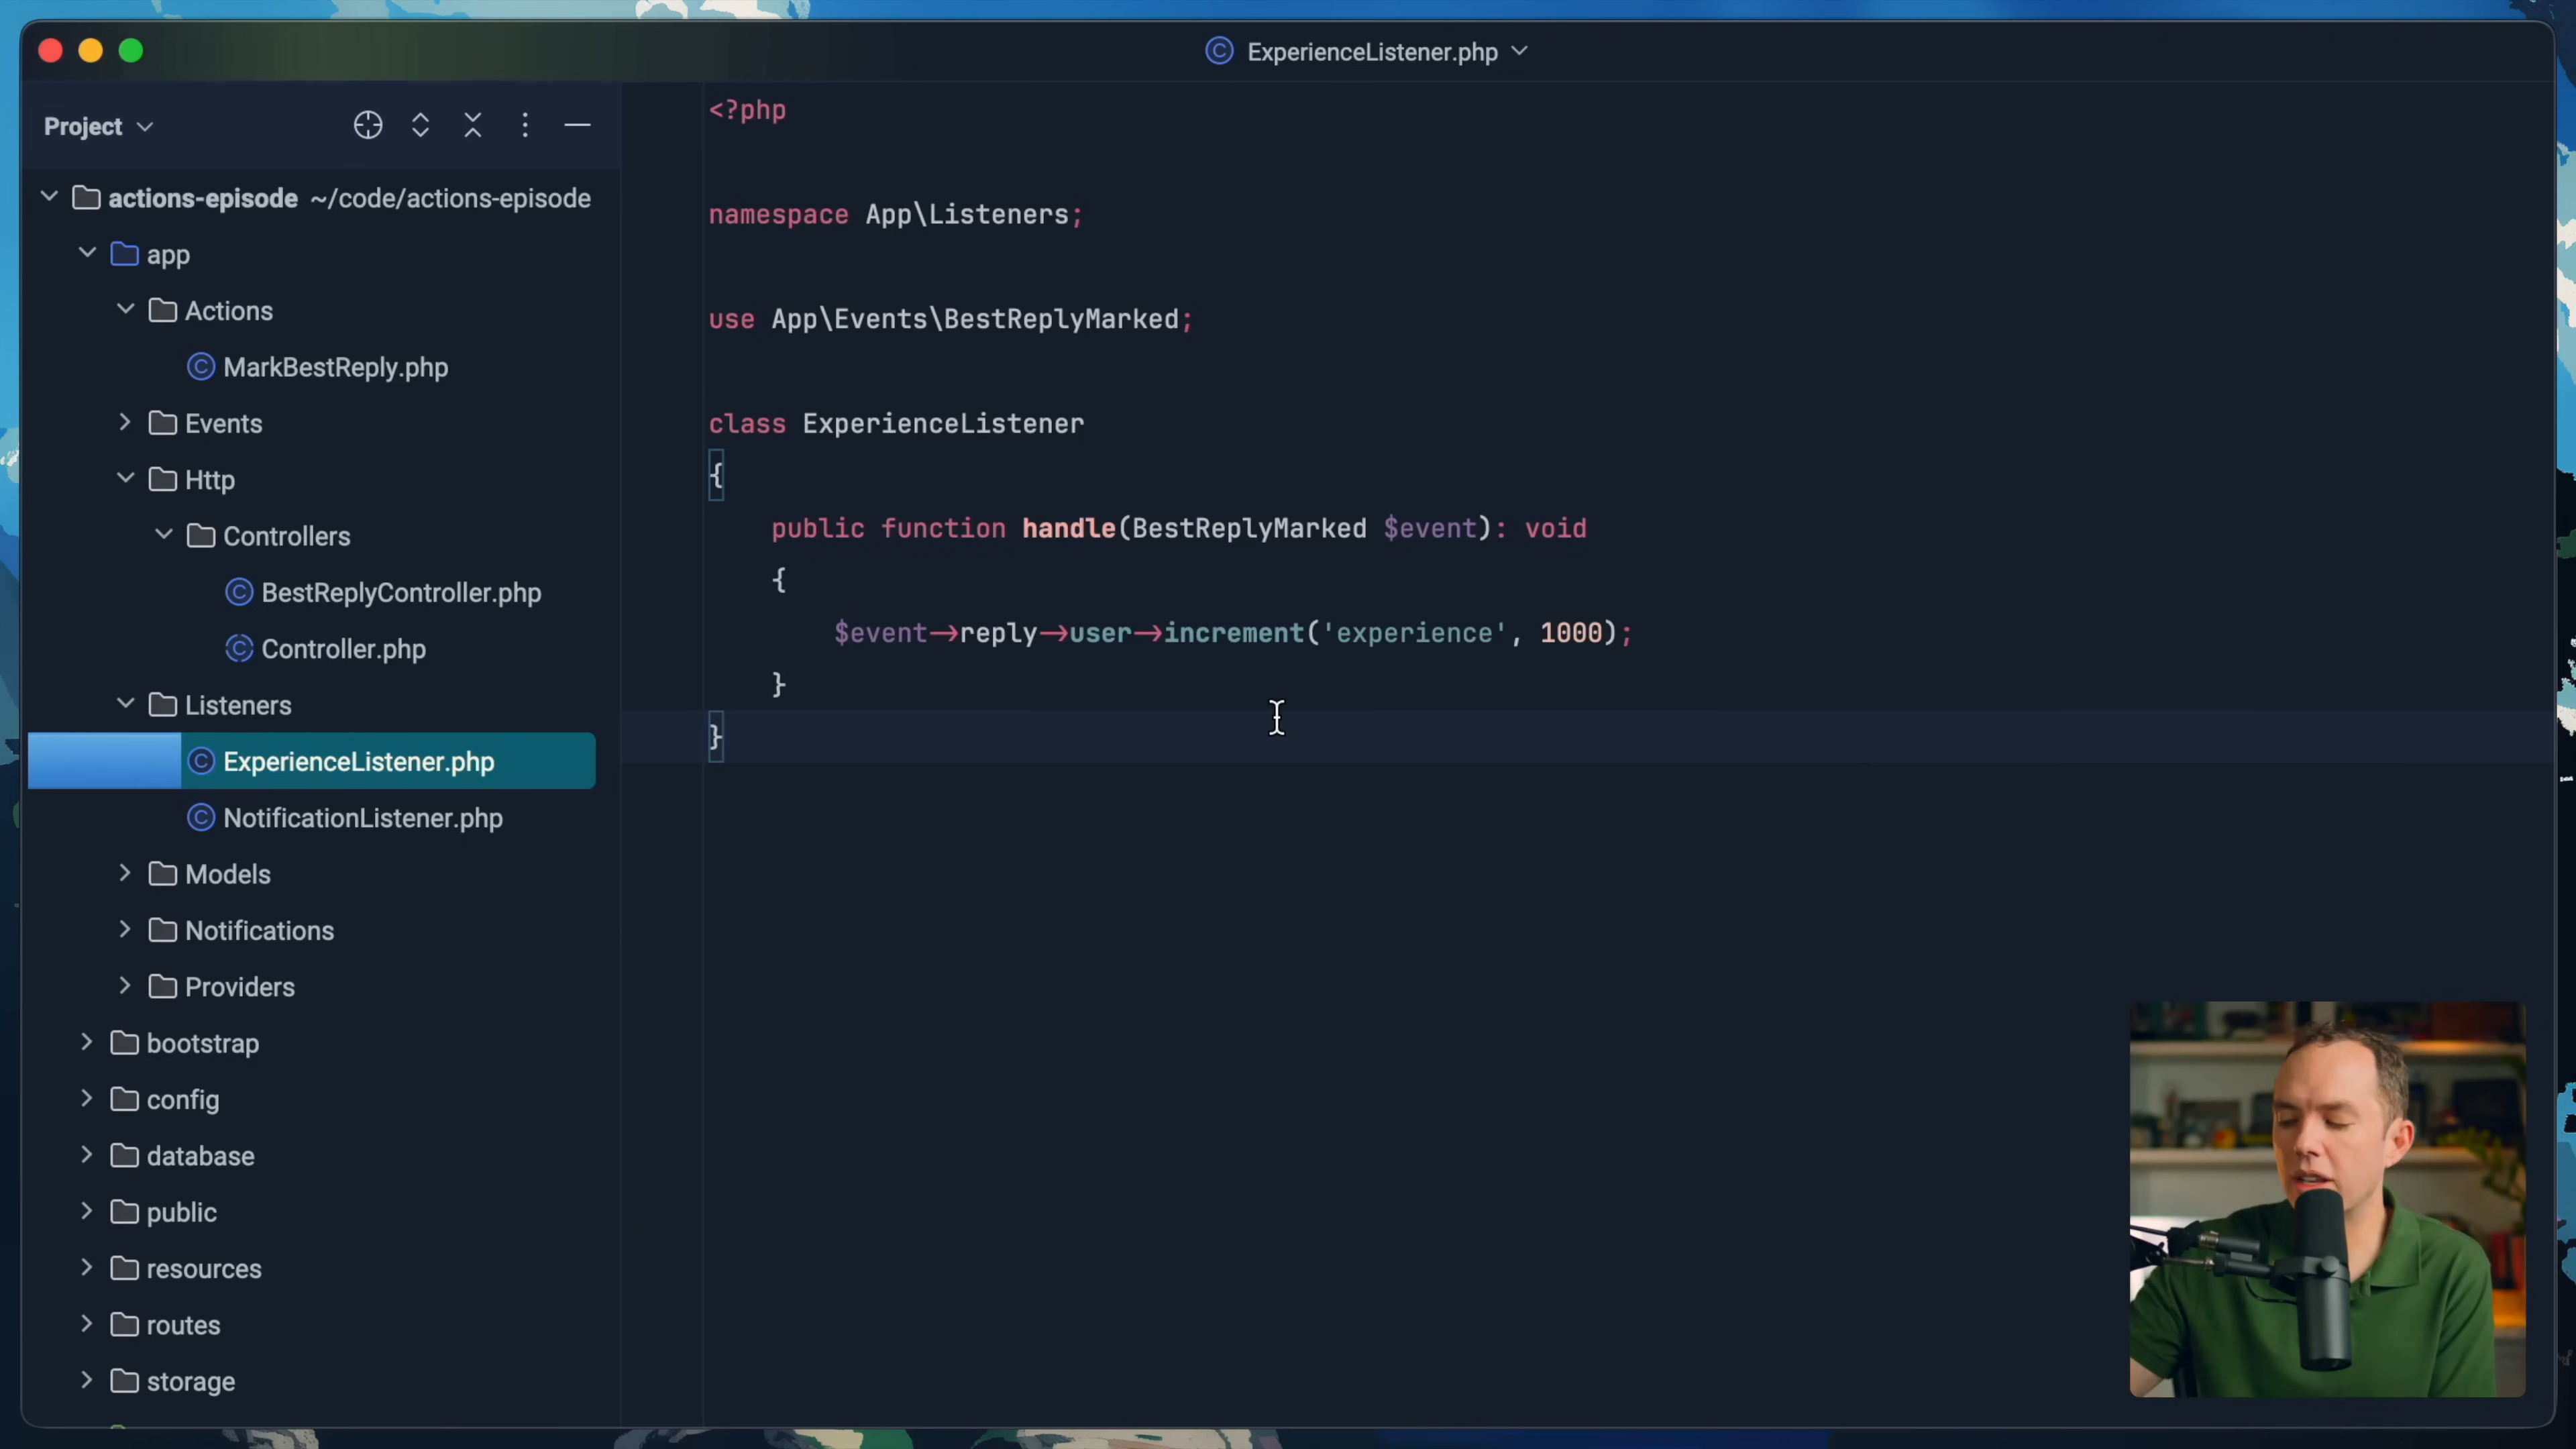 ExperienceListener.php
Project
actions-episode ~/code/actions-episode
app
Actions
MarkBestReply.php
Events
Http
Controllers
BestReplyController.php
Controller.php
Listeners
ExperienceListener.php
NotificationListener.php
Models
Notifications
Providers
bootstrap
config
database
public
resources
routes
storage
<?php
namespace App\Listeners;
use App\Events\BestReplyMarked;
class ExperienceListener
{
public function handle(BestReplyMarked $event): void
{
$event->reply->user->increment('experience', 1000);
}
}